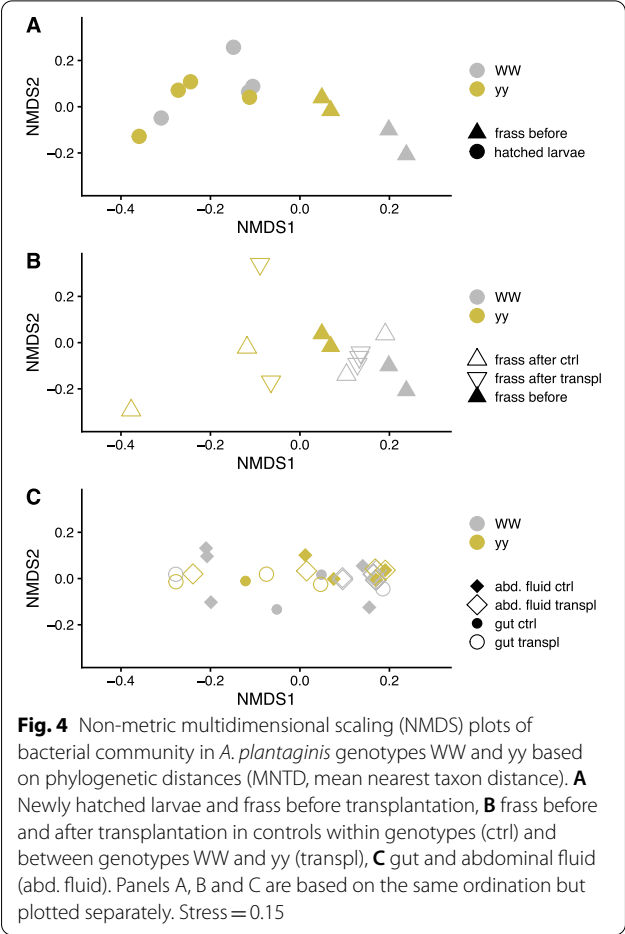 A
0.2
0.0
−0.2
NMDS2
−0.4
−0.2
0.0
0.2
NMDS1
WW
yy
frass before
hatched larvae
B
0.2
0.0
−0.2
NMDS2
−0.4
−0.2
0.0
0.2
NMDS1
WW
yy
frass after ctrl
frass after transpl
frass before
C
0.2
0.0
−0.2
NMDS2
−0.4
−0.2
0.0
0.2
NMDS1
WW
yy
abd. fluid ctrl
abd. fluid transpl
gut ctrl
gut transpl
Fig. 4 Non-metric multidimensional scaling (NMDS) plots of
bacterial community in A. plantaginis genotypes WW and yy based
on phylogenetic distances (MNTD, mean nearest taxon distance). A
Newly hatched larvae and frass before transplantation, B frass before
and after transplantation in controls within genotypes (ctrl) and
between genotypes WW and yy (transpl), C gut and abdominal fluid
(abd. fluid). Panels A, B and C are based on the same ordination but
plotted separately. Stress = 0.15